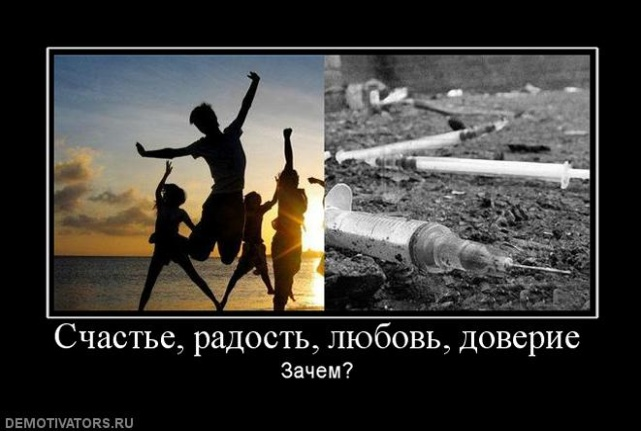 Счастье, радость, любовь, доверие
Зачем?
DEMOTIVATORS.RU